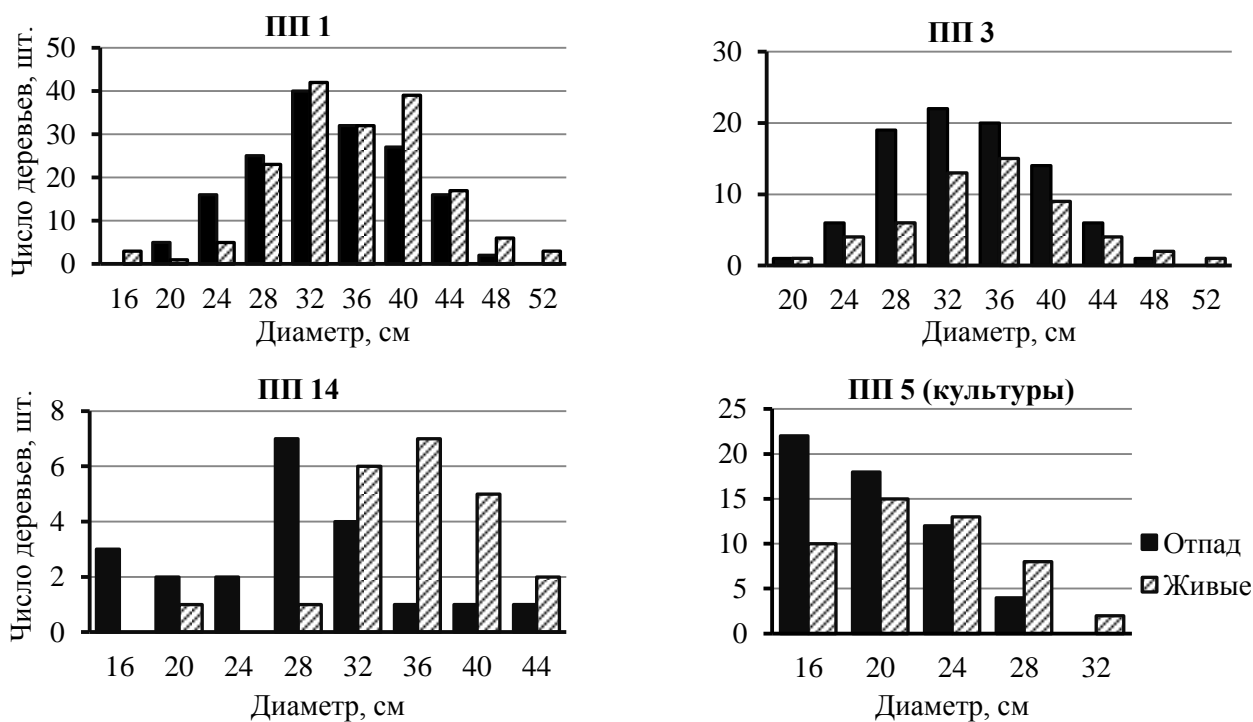 ПП 1
Число деревьев, шт.
50
40
30
20
10
0
16 20 24 28 32 36 40 44 48 52
Диаметр, см
ПП 3
30
20
10
0
20 24 28 32 36 40 44 48 52
Диаметр, см
ПП 14
Число деревьев, шт.
8
6
4
2
0
16 20 24 28 32 36 40 44
Диаметр, см
ПП 5 (культуры)
25
20
15
10
5
0
16 20 24 28 32
Диаметр, см
Отпад
Живые